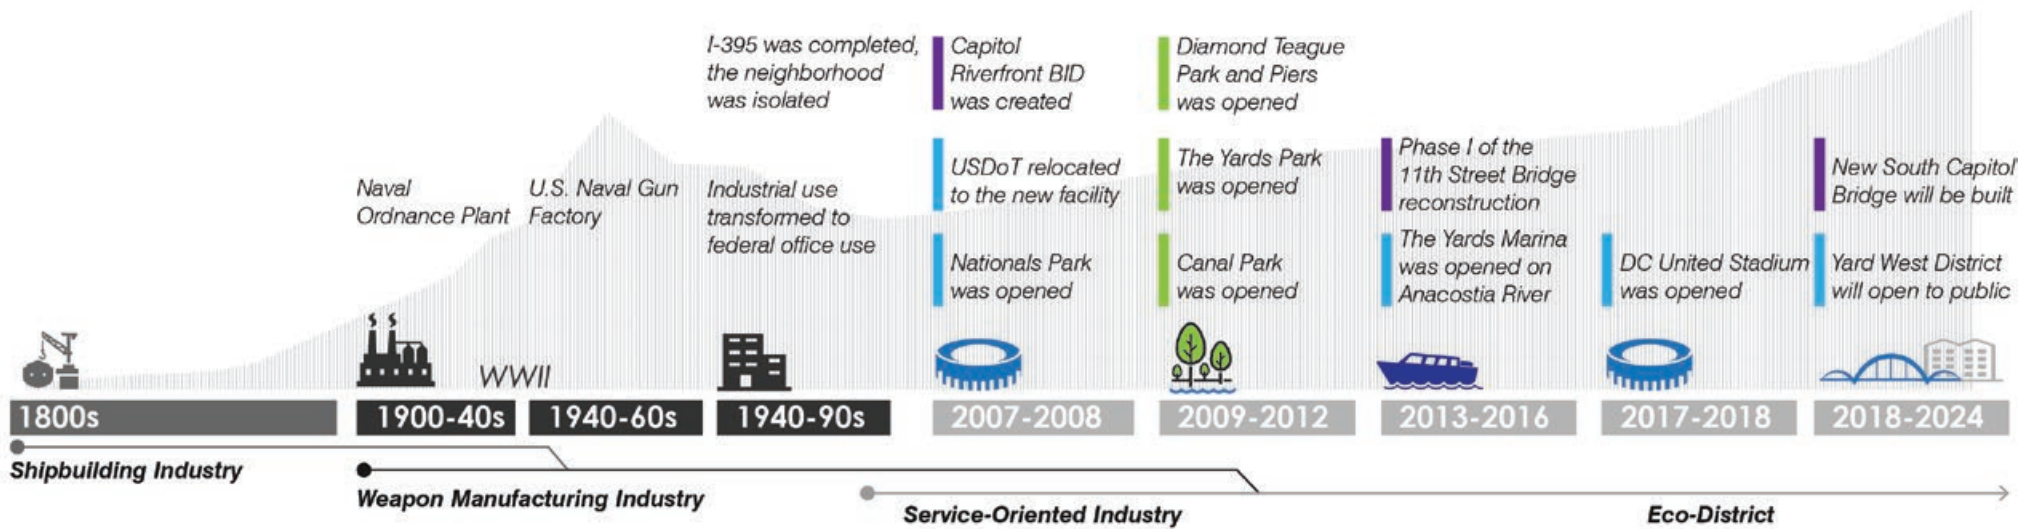 I-395 was completed,
the neighborhood
was isolated
Capitol
Riverfront BID
was created
Diamond Teague
Park and Piers
was opened
Naval
Ordnance Plant
U.S. Naval Gun
Factory
Industrial use
transformed to
federal office use
USDoT relocated
to the new facility
Nationals Park
was opened
The Yards Park
was opened
Canal Park
was opened
Phase I of the
11th Street Bridge
reconstruction
The Yards Marina
was opened on
Anacostia River
DC United Stadium
was opened
New South Capitol
Bridge will be built
Yard West District
will open to public
WWII
1800s
1900-40s
1940-60s
1940-90s
2007-2008
2009-2012
2013-2016
2017-2018
2018-2024
Shipbuilding Industry
Weapon Manufacturing Industry
Service-Oriented Industry
Eco-District